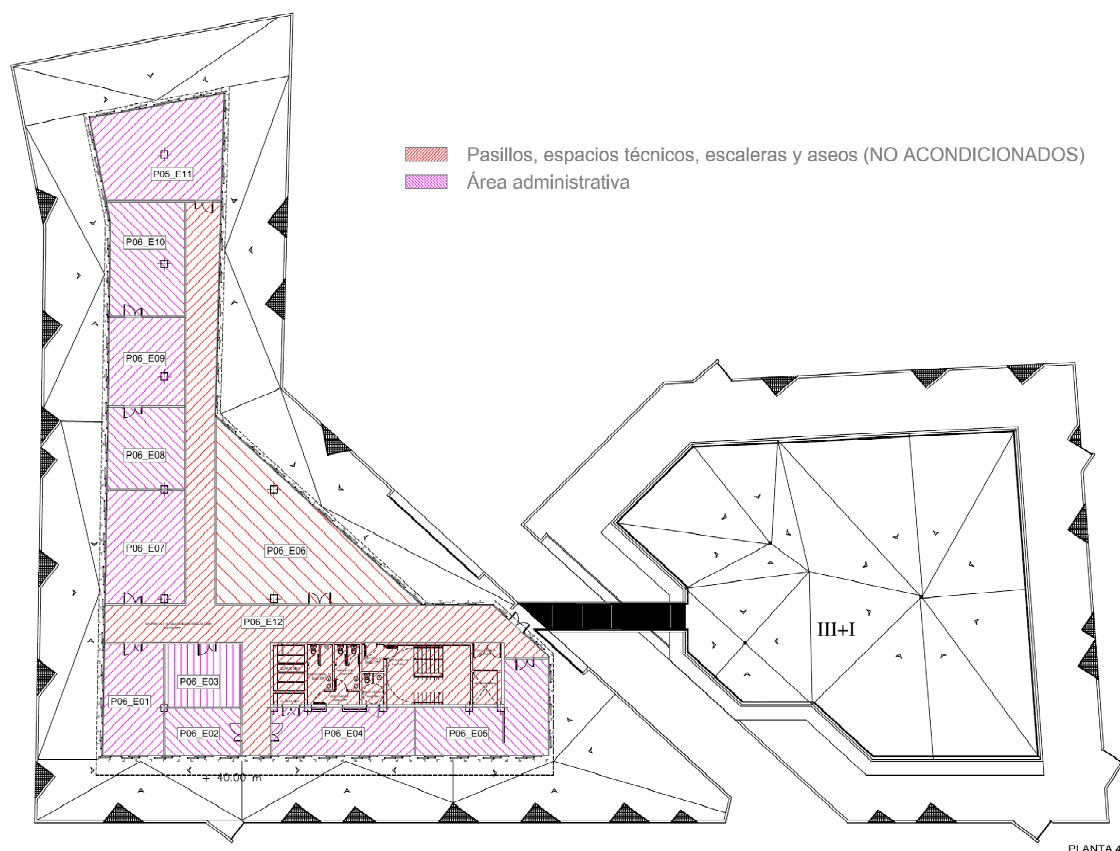 Pasillos, espacios técnicos, escaleras y aseos (NO ACONDICIONADOS)
Área administrativa
P05_E11
P06_E10
P06_E09
P06_E08
P06_E07
P06_E06
P06_E12
III+I
P06_E03
P06_E01
P06_E02
P06_E04
P06_E05
+ 40.00 m
PLANTA